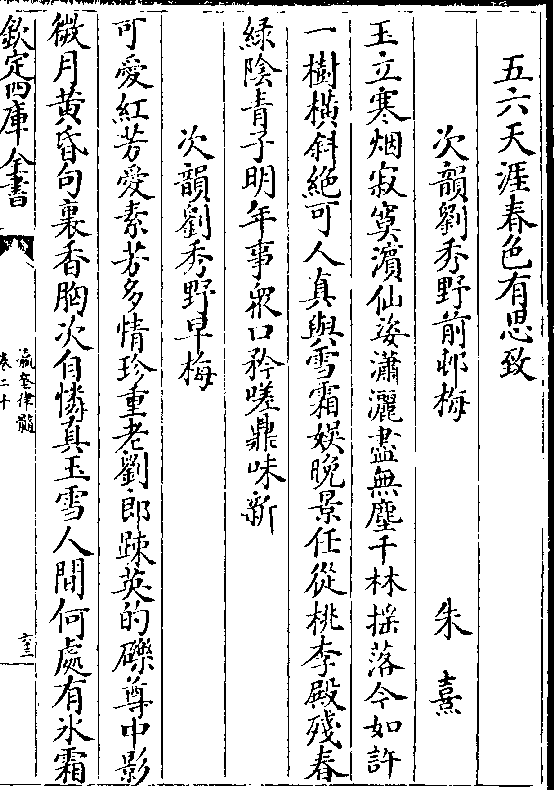 五六天涯春色有思致
次韻劉秀野前邨梅　朱熹
玉立寒烟寂寞濱仙姿瀟灑盡無塵千林揺落今如許
一樹橫斜絶可人真與雪霜娛晚景任從桃李殿殘春
緑陰青子明年事衆口矜嗟鼎味新
次韻劉秀野早梅
可愛紅芳愛素芳多情珍重老劉郎踈英的皪尊中影
微月黄昏句裏香胸次自憐真玉雪人間何處有氷霜
欽定四庫全書
瀛奎律髓
卷二十